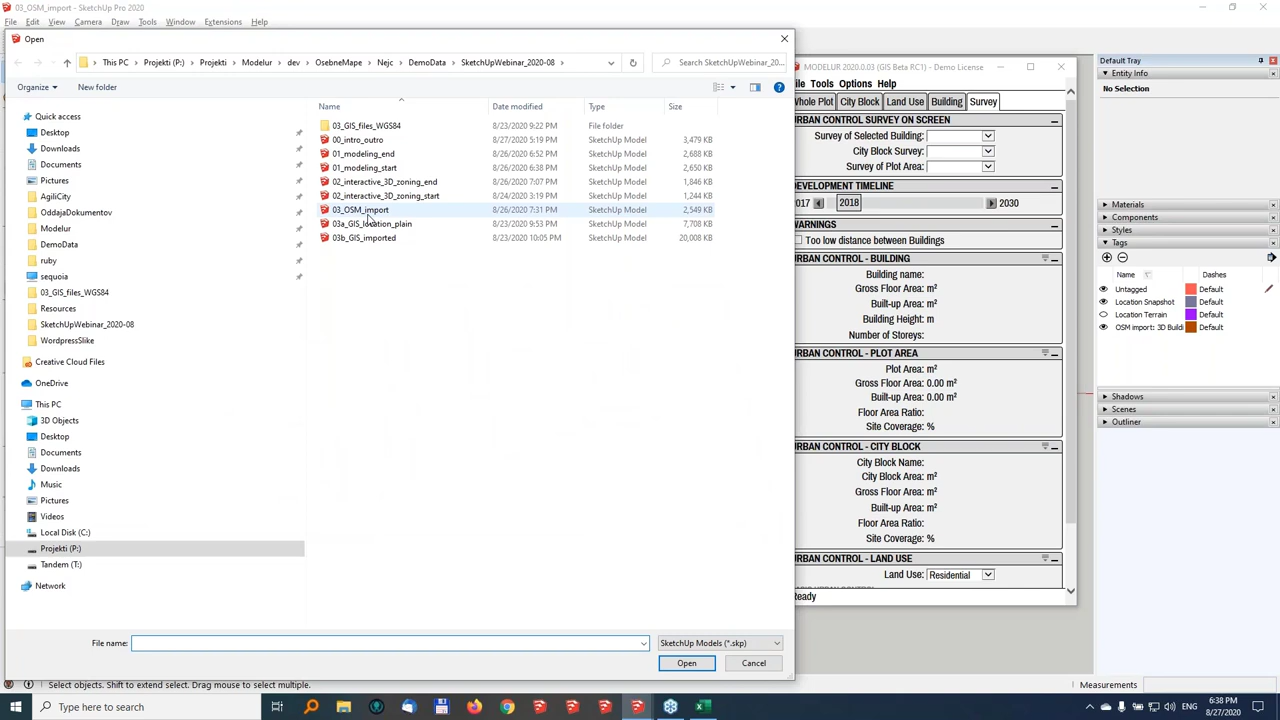 03_OSM_import - SketchUp Pro 2020
File Edit View Camera Draw Tools Window Extensions Help
Open
This PC > Projekti (P:) > Projekti > Modelur > dev > OsebneMape > Nejc > DemoData > SketchUpWebinar_2020-08 >
Search SketchUpWebinar_20...
Organize New folder
Name Date modified Type Size
Quick access
Desktop
Downloads
Documents
Pictures
AgiliCity
OddajaDokumentov
Modelur
DemoData
ruby
sequoia
03_GIS_files_WGS84
Resources
SketchUpWebinar_2020-08
WordpressSlike
Creative Cloud Files
OneDrive
This PC
3D Objects
Desktop
Documents
Downloads
Music
Pictures
Videos
Local Disk (C:)
Projekti (P:)
Tandem (T:)
Network
03_GIS_files_WGS84 8/23/2020 9:22 PM File folder
00_intro_outro 8/27/2020 5:19 PM SketchUp Model 3,479 KB
01_modeling_end 8/26/2020 6:52 PM SketchUp Model 2,688 KB
01_modeling_start 8/26/2020 6:38 PM SketchUp Model 2,650 KB
02_interactive_3D_zoning_end 8/26/2020 7:07 PM SketchUp Model 1,846 KB
02_interactive_3D_zoning_start 8/24/2020 3:19 PM SketchUp Model 1,244 KB
03_OSM_import 8/26/2020 7:31 PM SketchUp Model 2,549 KB
03a_GIS_location_plain 8/23/2020 9:53 PM SketchUp Model 7,708 KB
03b_GIS_imported 8/23/2020 10:05 PM SketchUp Model 20,008 KB
File name:
SketchUp Models (*.skp)
Open Cancel
MODELUR 2020.0.03 (GIS Beta RC1) - Demo License
ile Tools Options Help
Whole Plot City Block Land Use Building Survey
URBAN CONTROL SURVEY ON SCREEN
Survey of Selected Building:
City Block Survey:
Survey of Plot Area:
DEVELOPMENT TIMELINE
2017 2018 2030
WARNINGS
Too low distance between Buildings
URBAN CONTROL - BUILDING
Building name:
Gross Floor Area: m²
Built-up Area: m²
Building Height: m
Number of Storeys:
URBAN CONTROL - PLOT AREA
Plot Area: m²
Gross Floor Area: 0.00 m²
Built-up Area: 0.00 m²
Floor Area Ratio:
Site Coverage: %
URBAN CONTROL - CITY BLOCK
City Block Name:
City Block Area: m²
Gross Floor Area: m²
Built-up Area: m²
Floor Area Ratio:
Site Coverage: %
URBAN CONTROL - LAND USE
Land Use: Residential
Ready
Default Tray
Entity Info
No Selection
Materials
Components
Styles
Tags
Name Dashes
Untagged Default
Location Snapshot Default
Location Terrain Default
OSM import: 3D Buildi Default
Shadows
Scenes
Outliner
Select objects. Shift to extend select. Drag mouse to select multiple.
Measurements
Type here to search
6:38 PM
8/27/2020